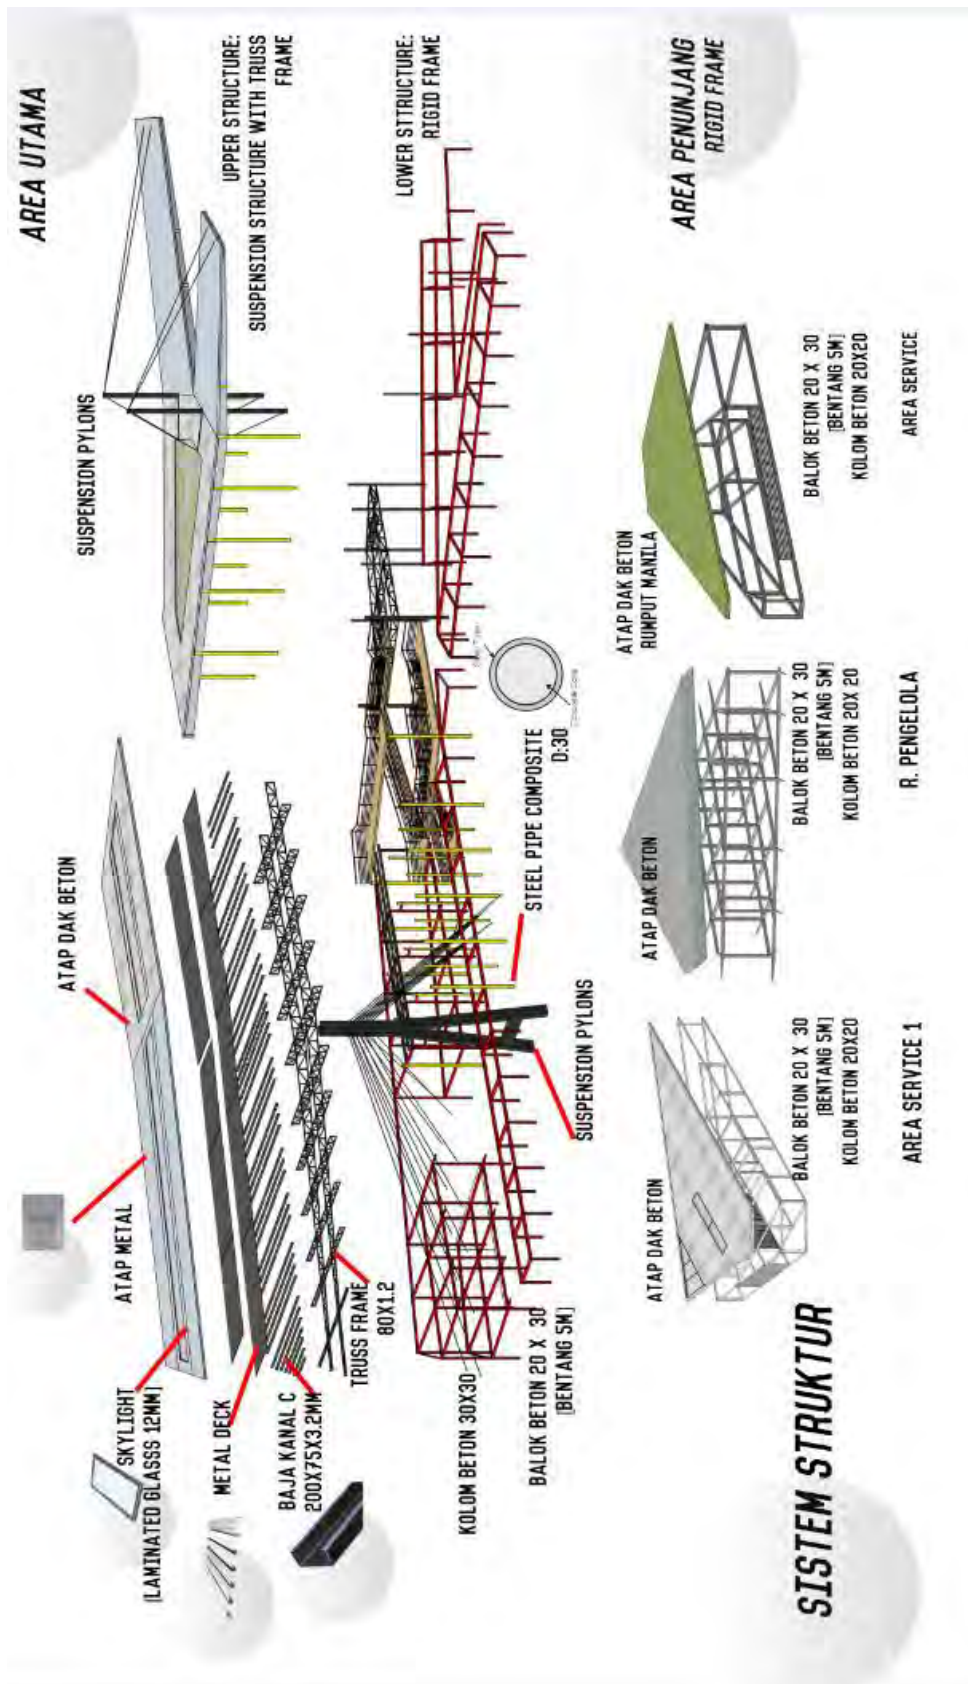 AREA UTAMA
UPPER STRUCTURE:
SUSPENSION STRUCTURE WITH TRUSS
FRAME
SUSPENSION PYLONS
ATAP DAK BETON
ATAP METAL
SKYLIGHT
(LAMINATED GLASSS 12MM)
METAL DECK
BAJA KANAL C
200X75X3.2MM
TRUSS FRAME
80X1.2
LOWER STTRUCTURE:
RIGID FRAME
STEEL PIPE COMPOSITE
D:30
SUSPENSION PYLONS
KOLOM BETON 30X30
BALOK BETON 20 X 30
[BENTANG 5M]
AREA PENUNJANG
RIGID FRAME
ATAP DAK BETON
BALOK BETON 20 X 30
[BENTANG 5M]
KOLOM BETON 20X20
AREA SERVICE 1
ATAP DAK BETON
BALOK BETON 20 X 30
[BENTANG 5M]
KOLOM BETON 20X 20
R. PENGELOLA
ATAP DAK BETON
RUMPUT MANILA
BALOK BETON 20 X 30
[BENTANG 5M]
KOLOM BETON 20X20
AREA SERVICE
SISTEM STRUKTUR